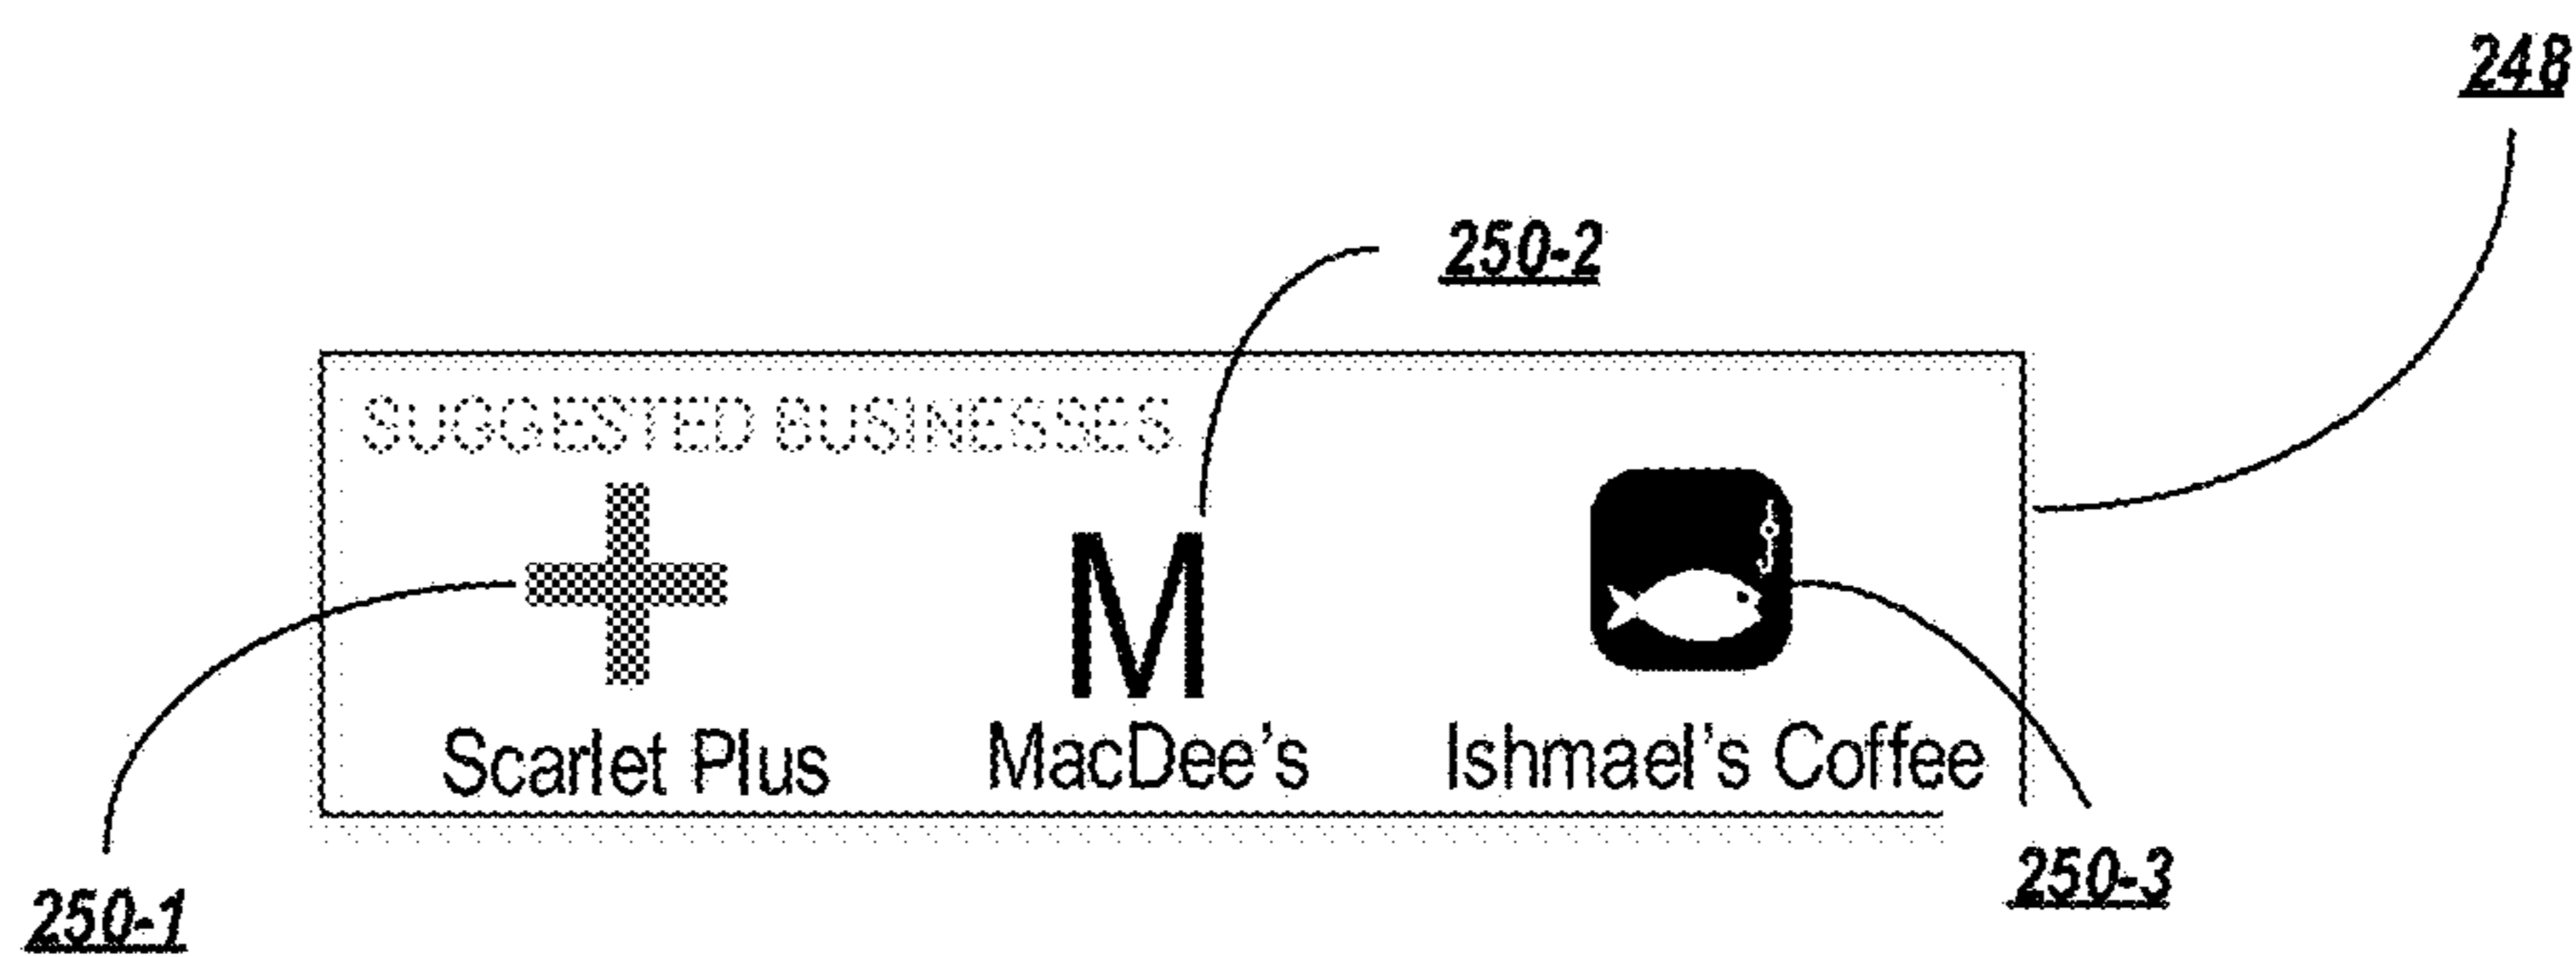 248
250-2
SUGGESTED BUSINESSES
M
Scarlet Plus MacDee's Ishmael's Coffee
250-1
250-3